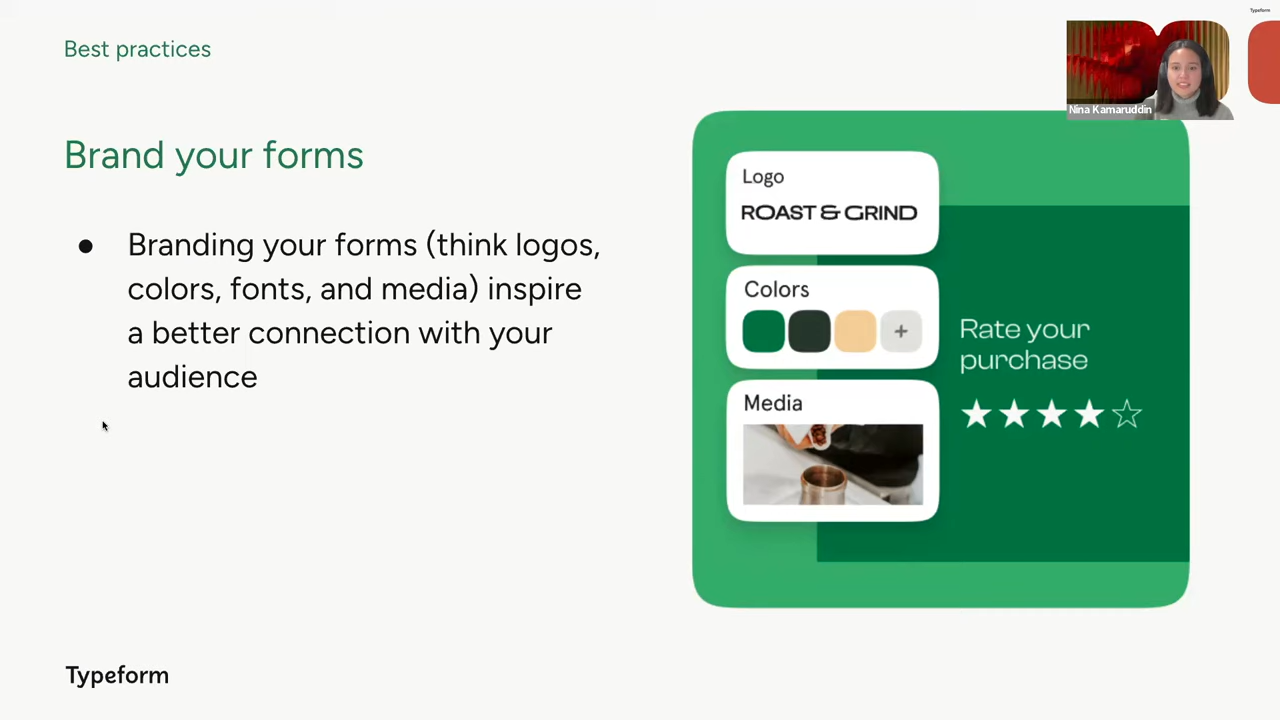 Typeform
Best practices
Nina Kamaruddin
Brand your forms
● Branding your forms (think logos,
colors, fonts, and media) inspire
a better connection with your
audience
Logo
ROAST & GRIND
Colors
+
Media
Rate your
purchase
Typeform